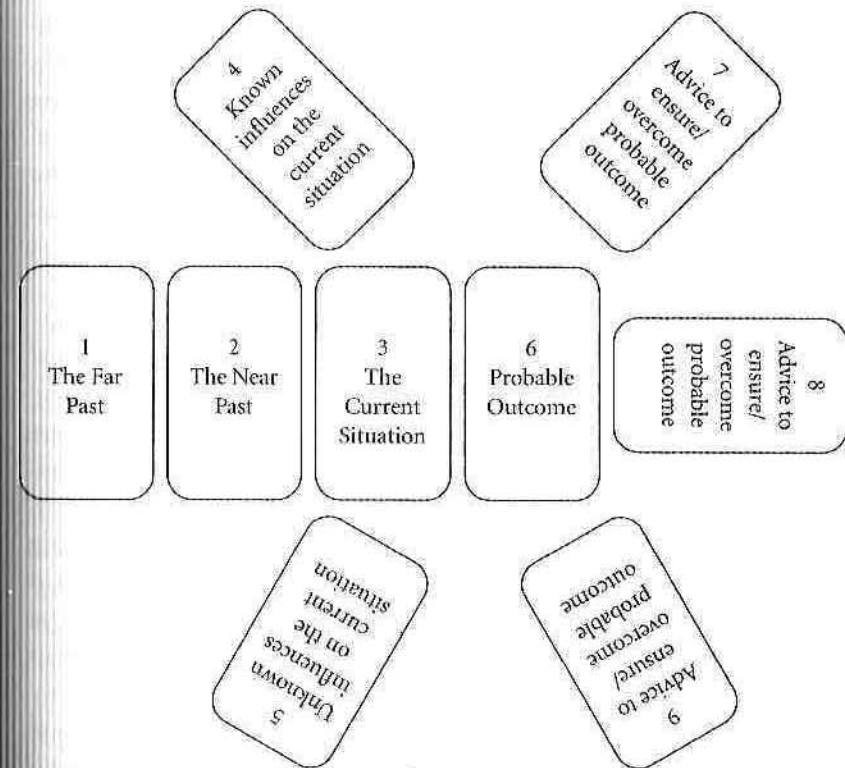 4
Known
influences
on the
current
situation
7
Advice to
ensure/
overcome
probable
outcome
1
The Far
Past
2
The Near
Past
3
The
Current
Situation
6
Probable
Outcome
8
Advice to
ensure/
overcome
probable
outcome
5
Unknown
influences
on the
current
situation
9
Advice to
ensure/
overcome
probable
outcome